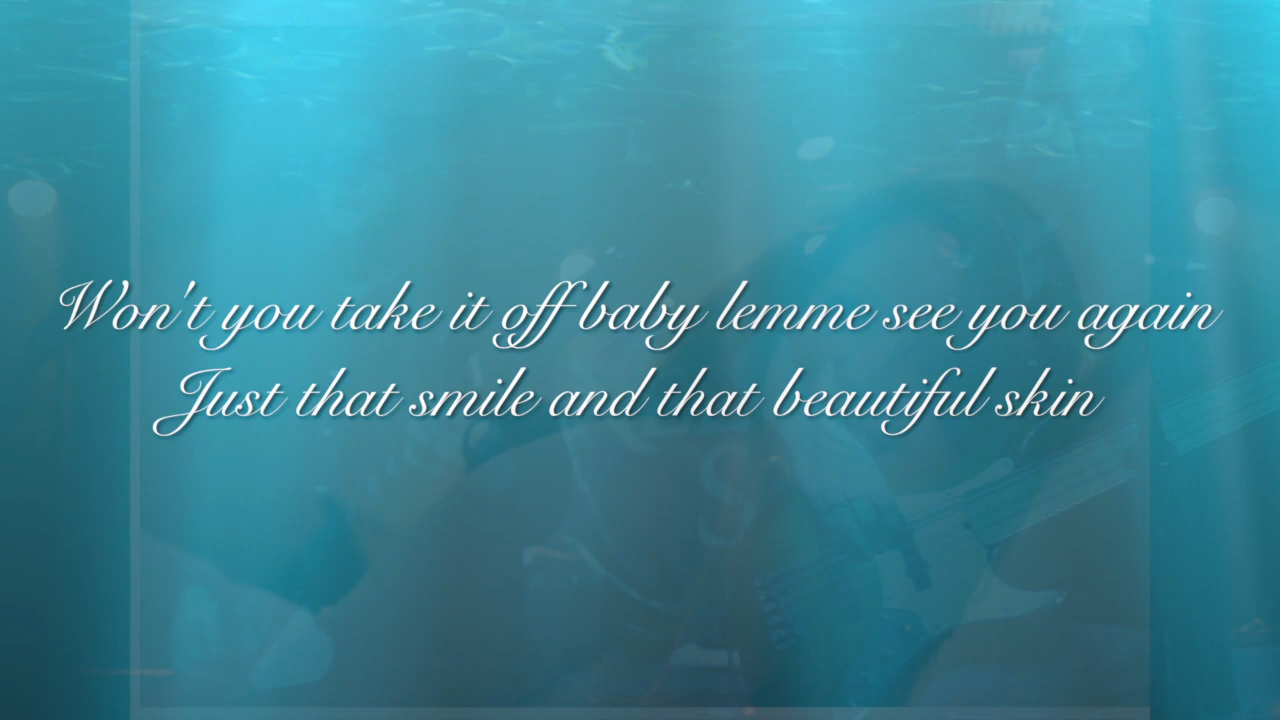 Won't you take it off baby lemme see you again
Just that smile and that beautiful skin